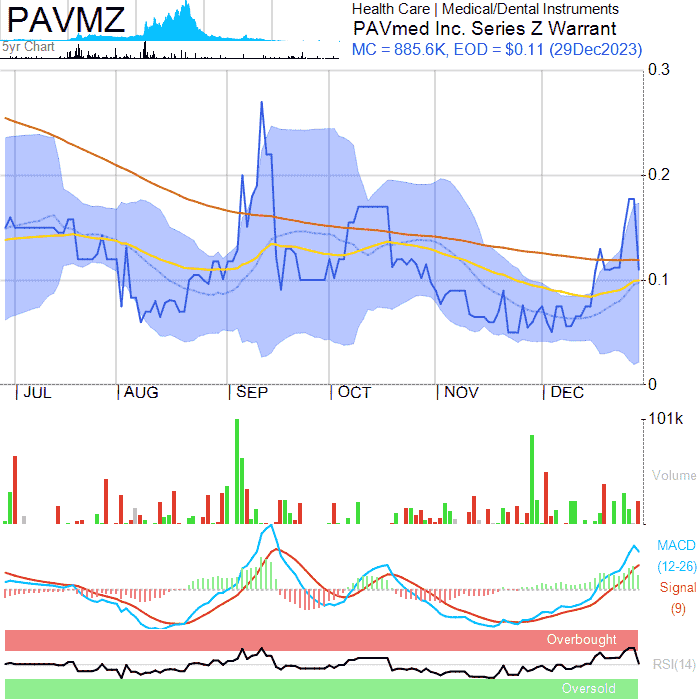 PAVMZ
5yr Chart
Health Care | Medical/Dental Instruments
PAVmed Inc. Series Z Warrant
MC = 885.6K, EOD = $0.11 (29Dec2023)
0.3
0.2
0.1
0
| JUL | AUG | SEP | OCT | NOV | DEC
101k
Volume
MACD
(12-26)
Signal
(9)
Overbought
RSI(14)
Oversold